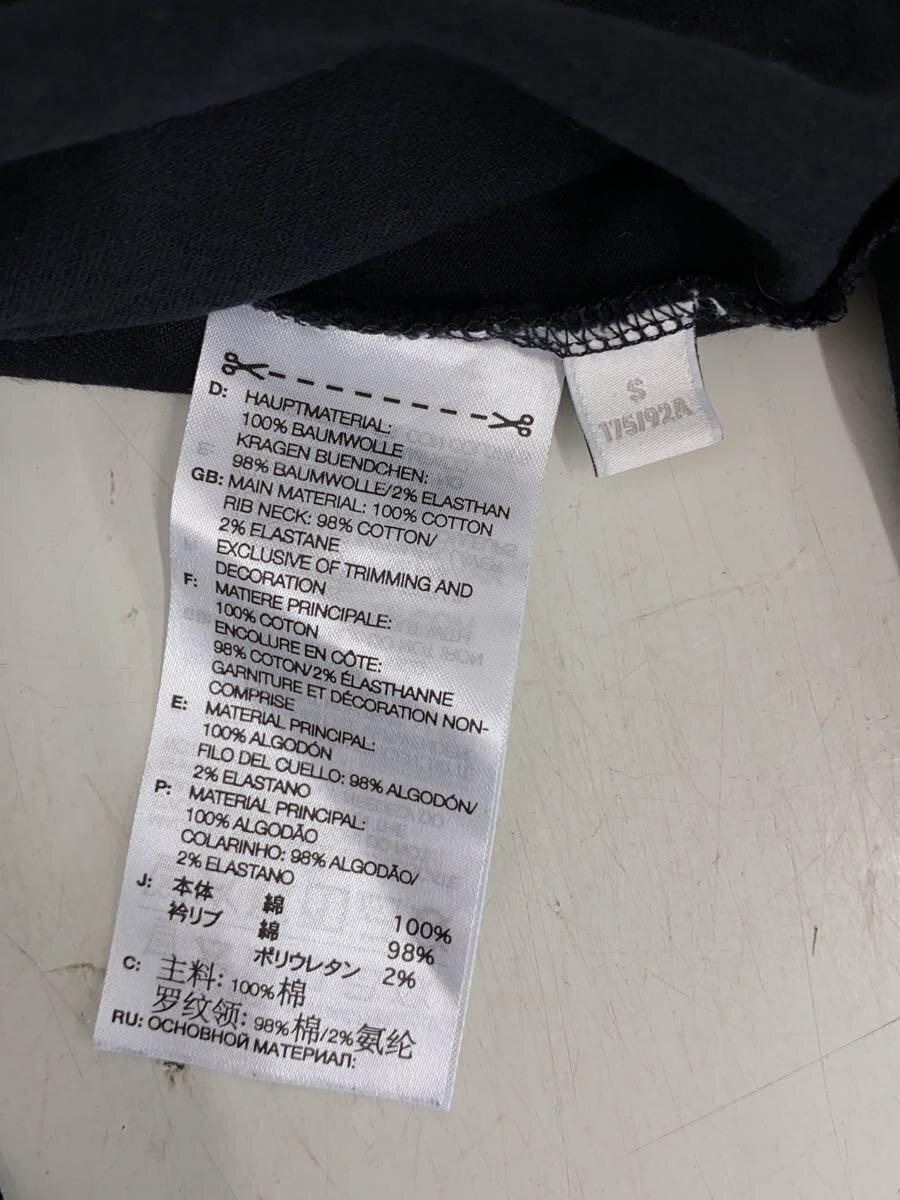 D: HAUPTMATERIAL:
100% BAUMWOLLE
KRAGEN BUENDCHEN:
98% BAUMWOLLE/2% ELASTHAN
GB: MAIN MATERIAL: 100% COTTON
RIB NECK: 98% COTTON/
2% ELASTANE
EXCLUSIVE OF TRIMMING AND
DECORATION
F: MATIERE PRINCIPALE:
100% COTON
ENCOLURE EN CÔTE:
98% COTON/2% ÉLASTHANNE
GARNITURE ET DÉCORATION NON-
COMPRISE
E: MATERIAL PRINCIPAL:
100% ALGODÓN
FILO DEL CUELLO: 98% ALGODÓN/
2% ELASTANO
P: MATERIAL PRINCIPAL:
100% ALGODÃO
COLARINHO: 98% ALGODÃO/
2% ELASTANO
J: 本体 綿 100%
衿リブ 綿 98%
ポリウレタン 2%
C: 主料: 100% 棉
罗纹领: 98% 棉/2% 氨纶
RU: ОСНОВНОЙ МАТЕРИАЛ:
S
175/92A